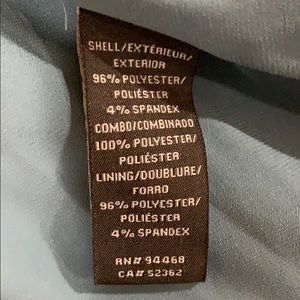 SHELL/EXTÉRIEUR/
EXTERIOR
96% POLYESTER/
POLIÉSTER
4% SPANDEX
COMBO/COMBINADO
100% POLYESTER/
POLIÉSTER
LINING/DOUBLURE/
FORRO
96% POLYESTER/
POLIÉSTER
4% SPANDEX
RN# 94468
CA# 52362